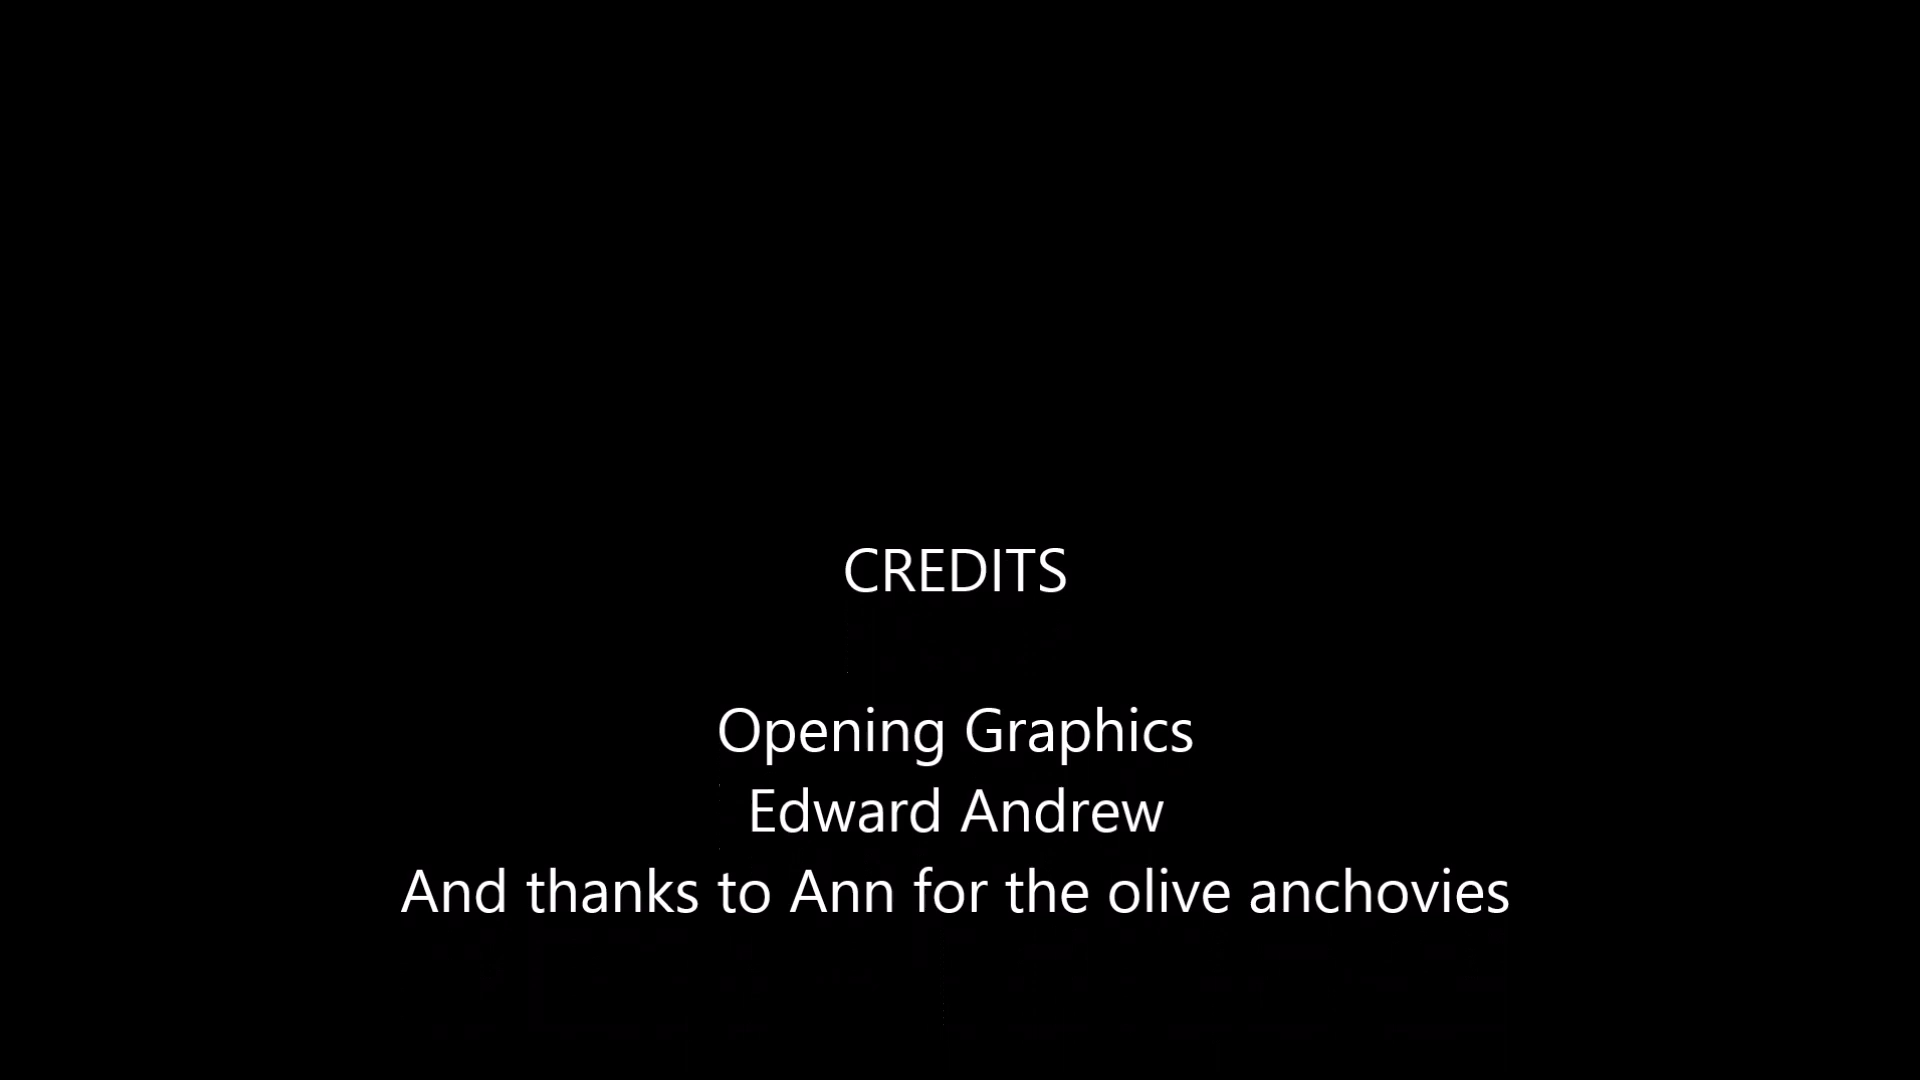 CREDITS
Opening Graphics
Edward Andrew
And thanks to Ann for the olive anchovies